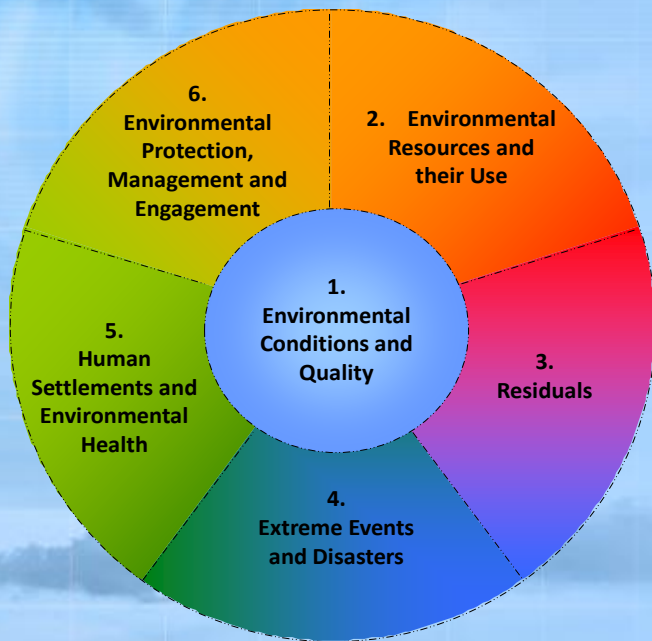 1.
Environmental
Conditions and
Quality
2. Environmental
Resources and
their Use
3.
Residuals
4.
Extreme Events
and Disasters
5.
Human
Settlements and
Environmental
Health
6.
Environmental
Protection,
Management and
Engagement